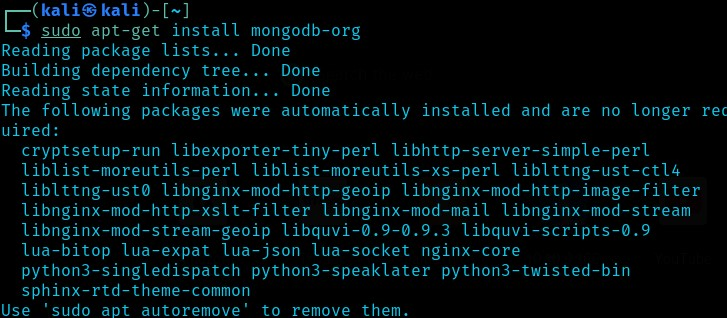 ┌──(kali㉿kali)-[~]
└─$ sudo apt-get install mongodb-org
Reading package lists... Done
Building dependency tree... Done
Reading state information... Done
The following packages were automatically installed and are no longer req
uired:
  cryptsetup-run libexporter-tiny-perl libhttp-server-simple-perl
  liblist-moreutils-perl liblist-moreutils-xs-perl liblttng-ust-ctl4
  liblttng-ust0 libnginx-mod-http-geoip libnginx-mod-http-image-filter
  libnginx-mod-http-xslt-filter libnginx-mod-mail libnginx-mod-stream
  libnginx-mod-stream-geoip libquvi-0.9-0.9.3 libquvi-scripts-0.9
  lua-bitop lua-expat lua-json lua-socket nginx-core
  python3-singledispatch python3-speaklater python3-twisted-bin
  sphinx-rtd-theme-common
Use 'sudo apt autoremove' to remove them.